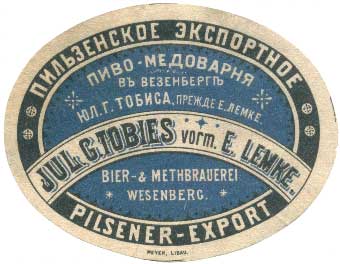 ПИЛЬЗЕНСКОЕ ЭКСПОРТНОЕ
ПИВО-МЕДОВАРНЯ
ВЪ ВЕЗЕНБЕРГѢ
ЮЛ. Г. ТОБИСА, ПРЕЖДЕ Е. ЛЕМКЕ.
JUL. G. TOBIES vorm. E. LEMKE.
BIER- & METHBRAUEREI
WESENBERG.
PILSENER-EXPORT
MEYER, LIBAU.